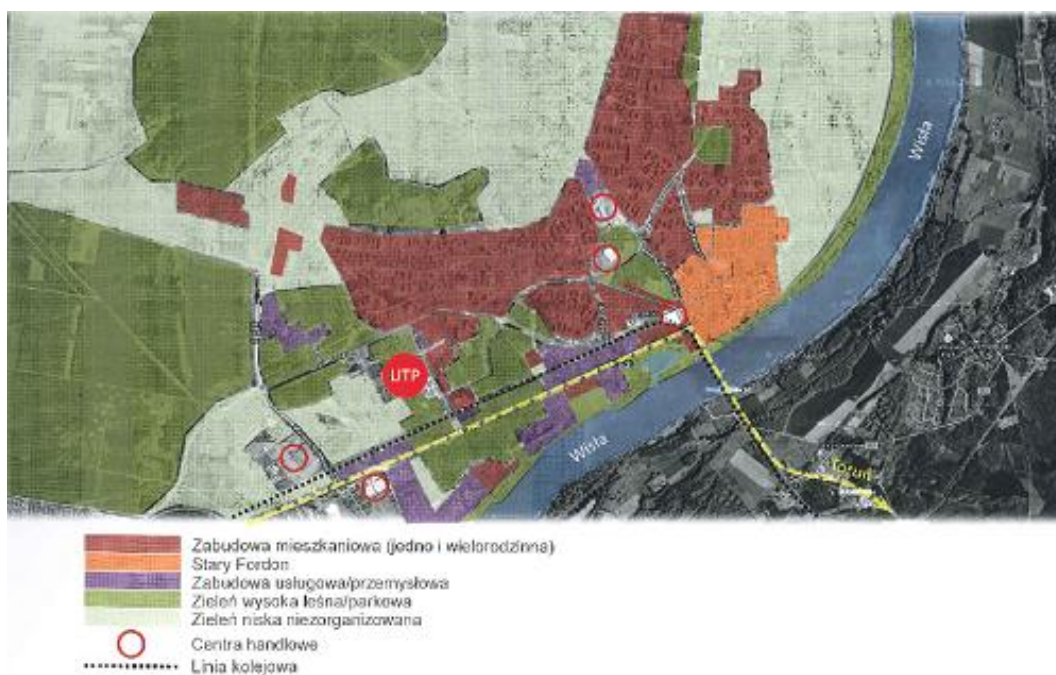 Wisła
UTP
Wisła
Toruń
Zabudowa mieszkaniowa (jedno i wielorodzinna)
Stary Fordon
Zabudowa usługowa/przemysłowa
Zieleń wysoka leśna/parkowa
Zieleń niska niezorganizowana
Centra handlowe
Linia kolejowa